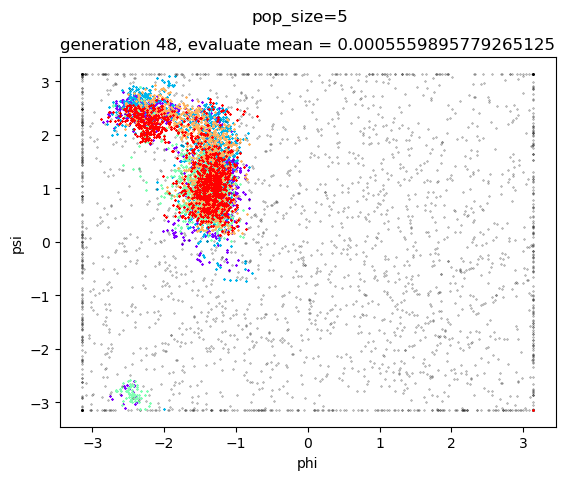 pop_size=5
generation 48, evaluate mean = 0.0005559895779265125
3
2
1
0
−1
−2
−3
psi
−3 −2 −1 0 1 2 3
phi